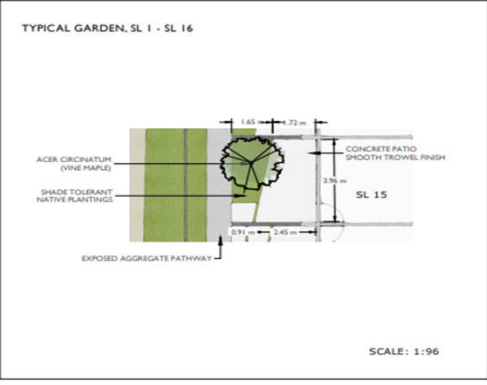 TYPICAL GARDEN, SL 1 - SL 16
1.65 m
1.72 m
ACER CIRCINATUM
(VINE MAPLE)
CONCRETE PATIO
SMOOTH TROWEL FINISH
3.96 m
SHADE TOLERANT
NATIVE PLANTINGS
SL 15
0.91 m
2.45 m
EXPOSED AGGREGATE PATHWAY
SCALE: 1:96